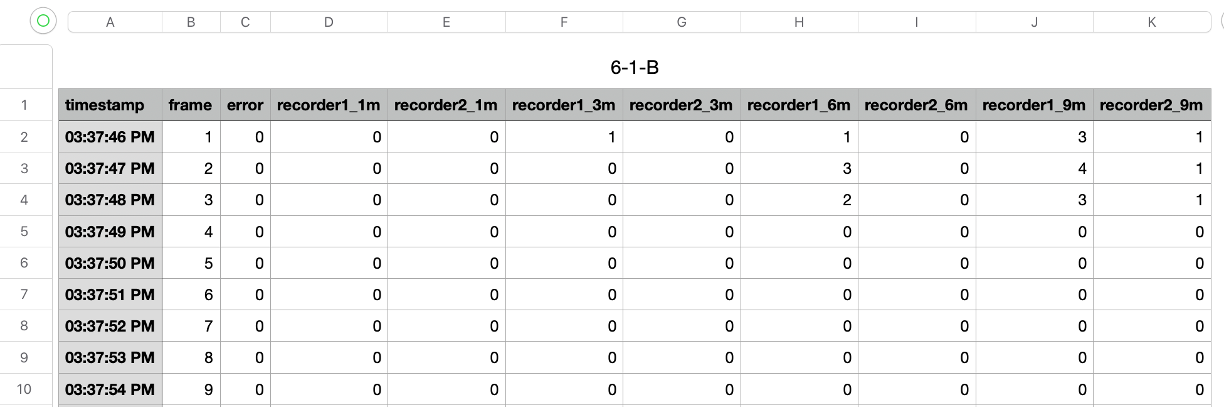 A B C D E F G H I J K
6-1-B
1 timestamp frame error recorder1_1m recorder2_1m recorder1_3m recorder2_3m recorder1_6m recorder2_6m recorder1_9m recorder2_9m
2 03:37:46 PM 1 0 0 0 1 0 1 0 3 1
3 03:37:47 PM 2 0 0 0 0 0 3 0 4 1
4 03:37:48 PM 3 0 0 0 0 0 2 0 3 1
5 03:37:49 PM 4 0 0 0 0 0 0 0 0 0
6 03:37:50 PM 5 0 0 0 0 0 0 0 0 0
7 03:37:51 PM 6 0 0 0 0 0 0 0 0 0
8 03:37:52 PM 7 0 0 0 0 0 0 0 0 0
9 03:37:53 PM 8 0 0 0 0 0 0 0 0 0
10 03:37:54 PM 9 0 0 0 0 0 0 0 0 0